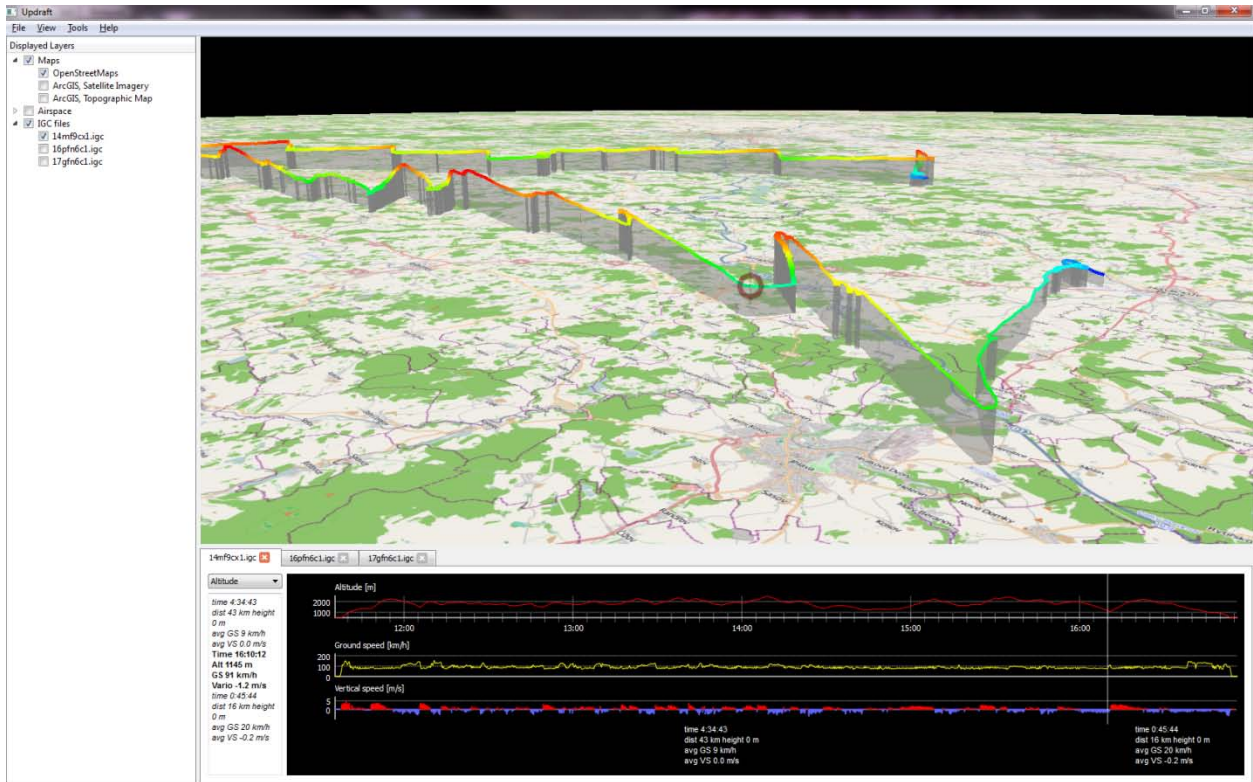 Updraft
File View Tools Help
Displayed Layers
Maps
OpenStreetMaps
ArcGIS, Satellite Imagery
ArcGIS, Topographic Map
Airspace
IGC files
14mf9cx1.igc
16pfn6c1.igc
17gfn6c1.igc
14mf9cx1.igc 16pfn6c1.igc 17gfn6c1.igc
Altitude
time 4:34:43
dist 43 km height
0 m
avg GS 9 km/h
avg VS 0.0 m/s
Time 16:10:12
Alt 1145 m
GS 91 km/h
Vario -1.2 m/s
time 0:45:44
dist 16 km height
0 m
avg GS 20 km/h
avg VS -0.2 m/s
Altitude [m]
2000
1000
12:00 13:00 14:00 15:00 16:00
Ground speed [km/h]
200
100
0
Vertical speed [m/s]
5
0
time 4:34:43
dist 43 km height 0 m
avg GS 9 km/h
avg VS 0.0 m/s
time 0:45:44
dist 16 km height 0 m
avg GS 20 km/h
avg VS -0.2 m/s